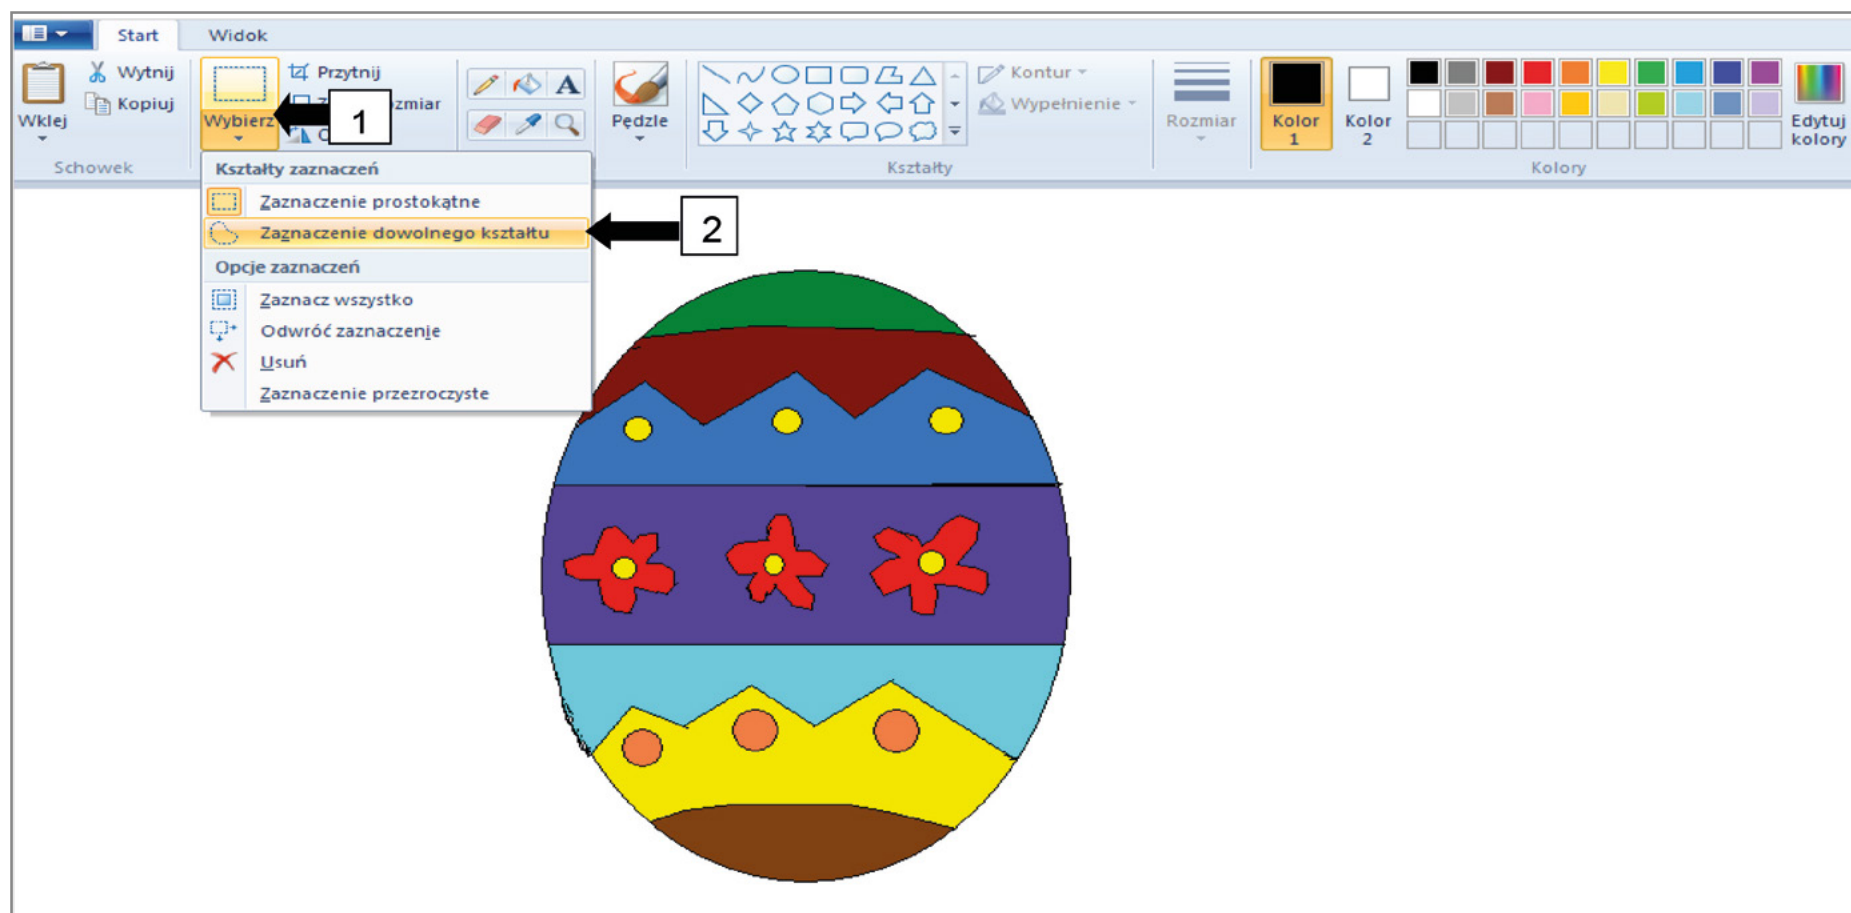 Start Widok
Wklej
Wytnij
Kopiuj
Schowek
Wybierz
Przytnij
1
A
Pędzle
Kształty
Kontur
Wypełnienie
Rozmiar
Kolor 1
Kolor 2
Edytuj kolory
Kolory
Kształty zaznaczeń
Zaznaczenie prostokątne
Zaznaczenie dowolnego kształtu
2
Opcje zaznaczeń
Zaznacz wszystko
Odwróć zaznaczenie
Usuń
Zaznaczenie przezroczyste